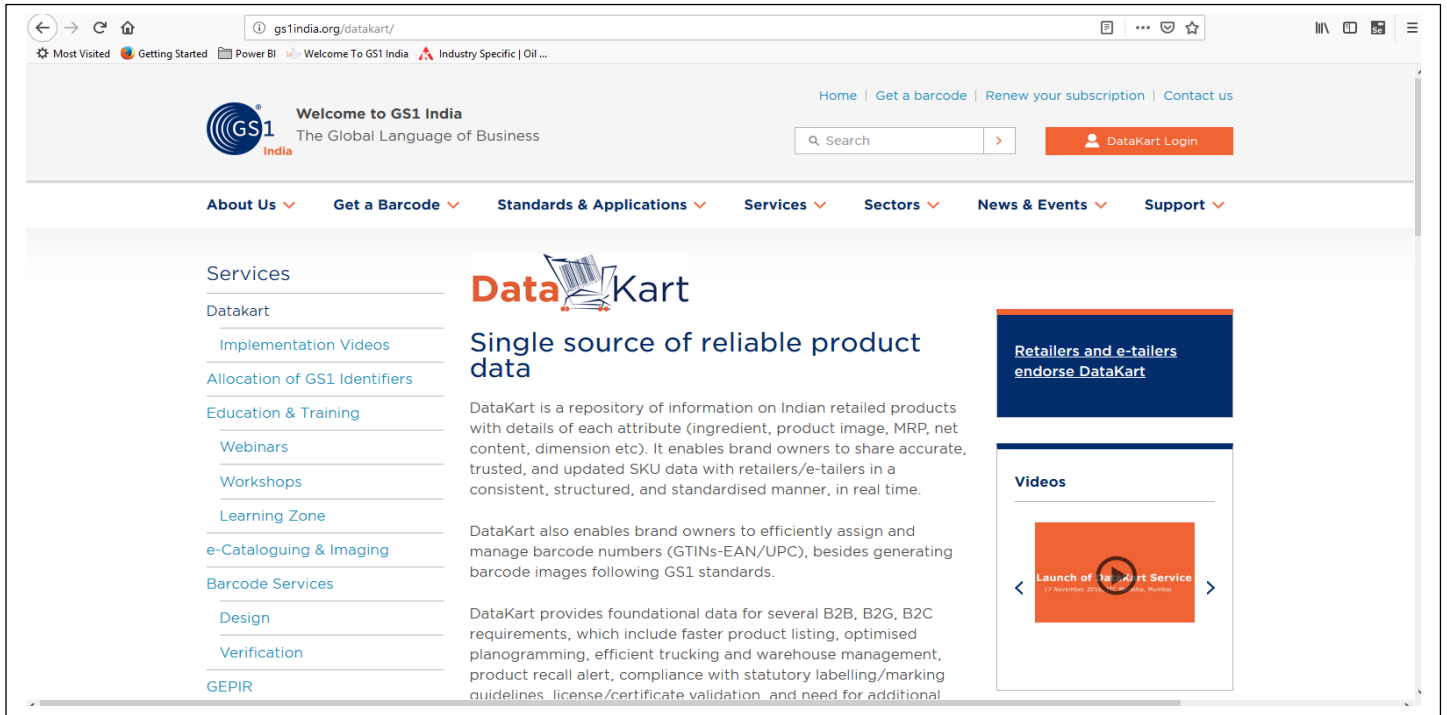 gs1india.org/datakart/
Most Visited Getting Started Power BI Welcome To GS1 India Industry Specific | Oil ...
Home | Get a barcode | Renew your subscription | Contact us
GS1
India
Welcome to GS1 India
The Global Language of Business
Search
DataKart Login
About Us Get a Barcode Standards & Applications Services Sectors News & Events Support
Services
Datakart
Implementation Videos
Allocation of GS1 Identifiers
Education & Training
Webinars
Workshops
Learning Zone
e-Cataloguing & Imaging
Barcode Services
Design
Verification
GEPIR
DataKart
Single source of reliable product
data
DataKart is a repository of information on Indian retailed products
with details of each attribute (ingredient, product image, MRP, net
content, dimension etc). It enables brand owners to share accurate,
trusted, and updated SKU data with retailers/e-tailers in a
consistent, structured, and standardised manner, in real time.
DataKart also enables brand owners to efficiently assign and
manage barcode numbers (GTINs-EAN/UPC), besides generating
barcode images following GS1 standards.
DataKart provides foundational data for several B2B, B2G, B2C
requirements, which include faster product listing, optimised
planogramming, efficient trucking and warehouse management,
product recall alert, compliance with statutory labelling/marking
guidelines, license/certificate validation, and need for additional
Retailers and e-tailers
endorse DataKart
Videos
Launch of DataKart Service
17 November
Mumbai